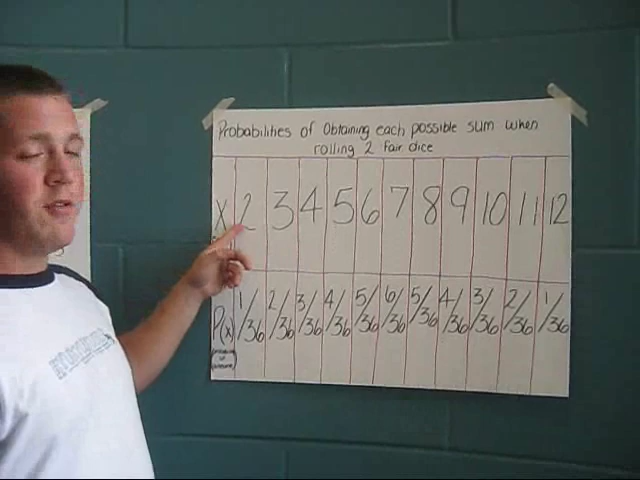 Probabilities of Obtaining each possible sum when
rolling 2 fair dice
X 2 3 4 5 6 7 8 9 10 11 12
P(x) 1/36 2/36 3/36 4/36 5/36 6/36 5/36 4/36 3/36 2/36 1/36